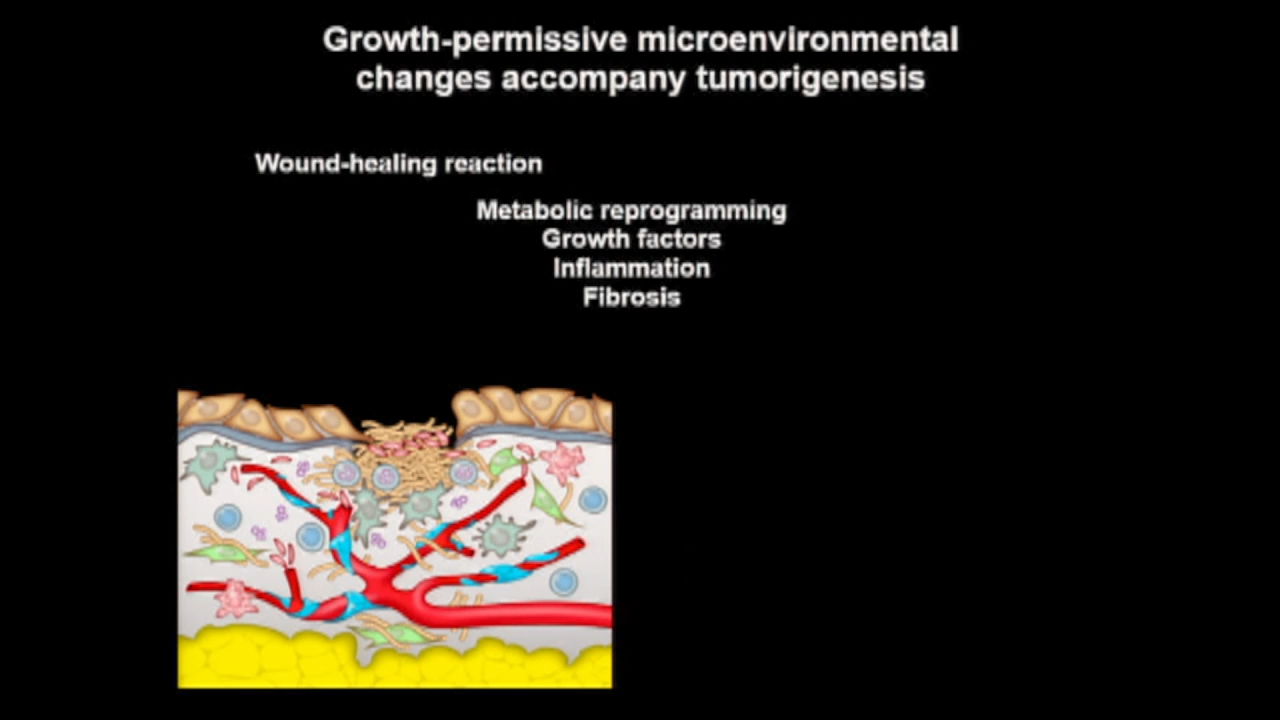 Growth-permissive microenvironmental
changes accompany tumorigenesis
Wound-healing reaction
Metabolic reprogramming
Growth factors
Inflammation
Fibrosis